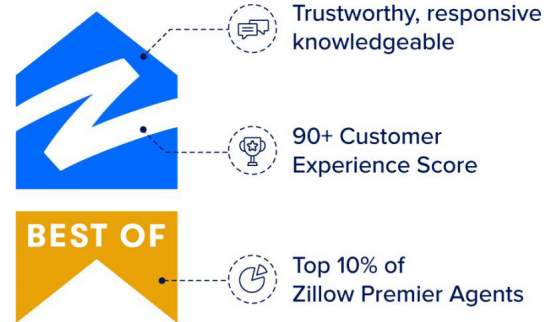 Trustworthy, responsive
knowledgeable
90+ Customer
Experience Score
BEST OF
Top 10% of
Zillow Premier Agents